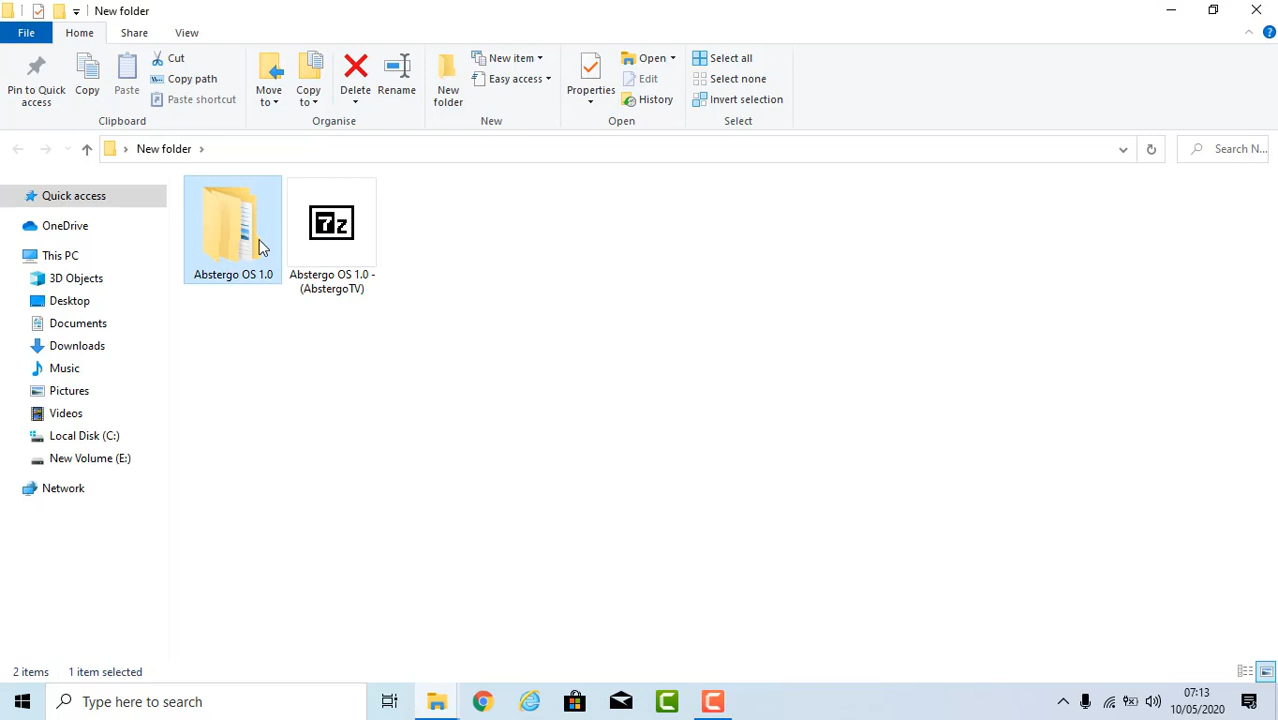 New folder
File Home Share View
Pin to Quick access
Copy
Paste
Cut
Copy path
Paste shortcut
Clipboard
Move to
Copy to
Delete
Rename
Organise
New folder
New item
Easy access
New
Properties
Open
Edit
History
Open
Select all
Select none
Invert selection
Select
New folder
Search N...
Quick access
OneDrive
This PC
3D Objects
Desktop
Documents
Downloads
Music
Pictures
Videos
Local Disk (C:)
New Volume (E:)
Network
Abstergo OS 1.0
7z
Abstergo OS 1.0 -
(AbstergoTV)
2 items 1 item selected
Type here to search
07:13
10/05/2020